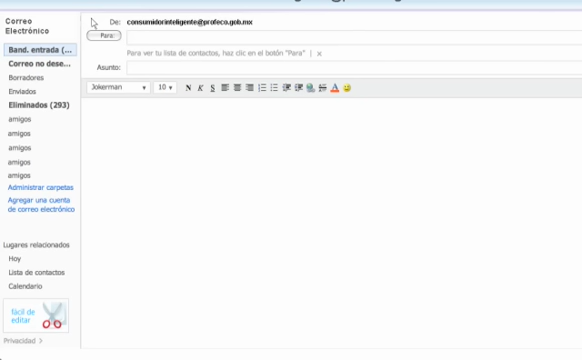 Correo
Electrónico
De: consumidorinteligente@profeco.gob.mx
Para:
Para ver tu lista de contactos, haz clic en el botón "Para" | ×
Asunto:
Jokerman 10 N K S
Band. entrada (...
Correo no dese...
Borradores
Enviados
Eliminados (293)
amigos
amigos
amigos
amigos
amigos
Administrar carpetas
Agregar una cuenta
de correo electrónico
Lugares relacionados
Hoy
Lista de contactos
Calendario
fácil de
editar
Privacidad >